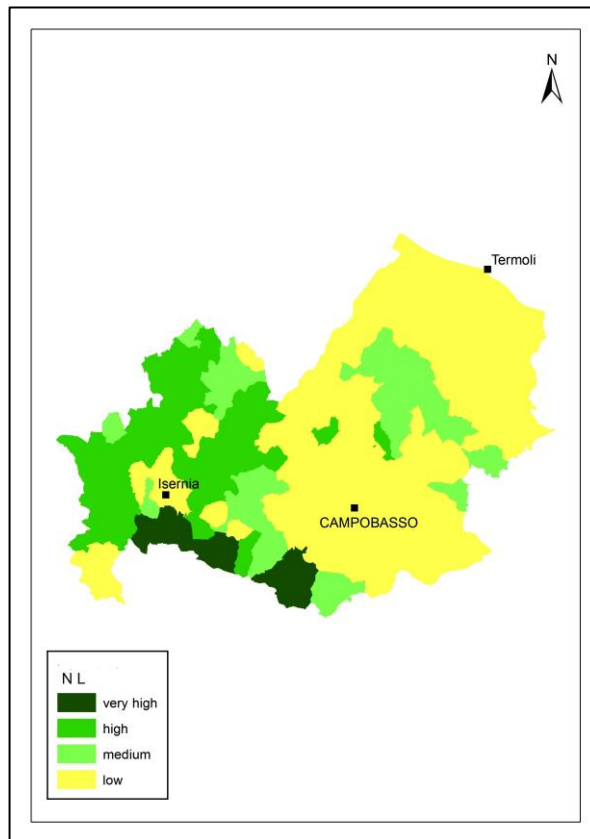 N
Termoli
Isernia
CAMPOBASSO
N L
very high
high
medium
low